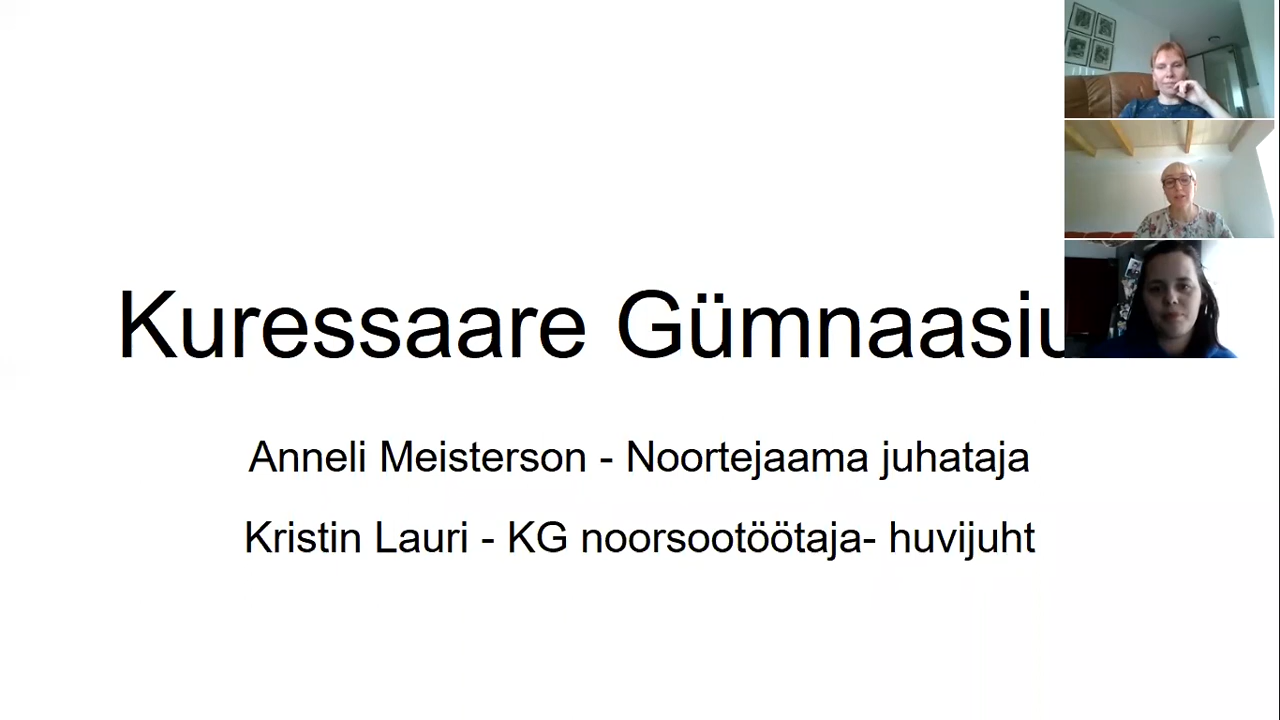 Kuressaare Gümnaasiu
Anneli Meisterson - Noortejaama juhataja
Kristin Lauri - KG noorsootöötaja- huvijuht